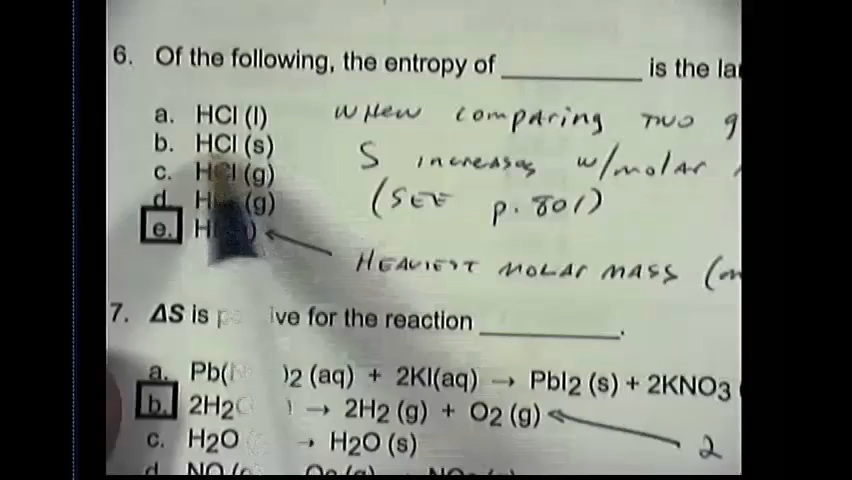 6. Of the following, the entropy of ________ is the la
a. HCl (l)
b. HCl (s)
c. HCl (g)
d. H (g)
e. H )
WHEN COMPARING TWO g
S INCREASES w/molar
(SEE p. 801)
HEAVIEST MOLAR MASS (m
7. ΔS is p ive for the reaction ________.
a. Pb( )2 (aq) + 2KI(aq) → PbI2 (s) + 2KNO3
b. 2H2 ) → 2H2 (g) + O2 (g)
2
c. H2O → H2O (s)
d